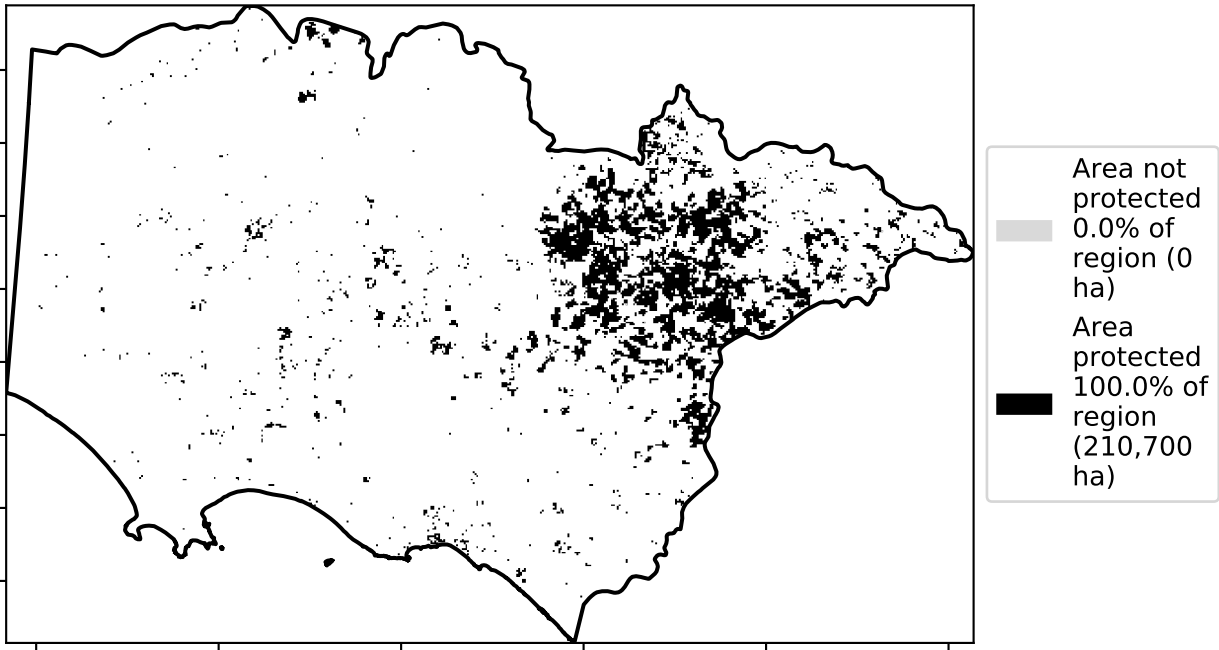 Area not
protected
0.0% of
region (0
ha)
Area
protected
100.0% of
region
(210,700
ha)